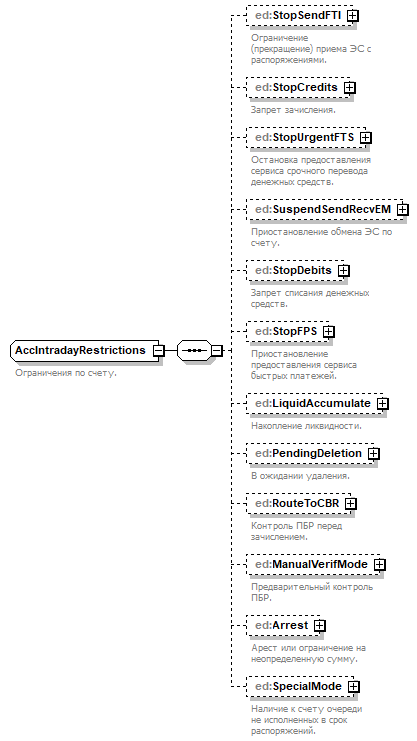 ed:StopSendFTI
Ограничение
(прекращение) приема ЭС с
распоряжениями.
ed:StopCredits
Запрет зачисления.
ed:StopUrgentFTS
Остановка предоставления
сервиса срочного перевода
денежных средств.
ed:SuspendSendRecvEM
Приостановление обмена ЭС по
счету.
ed:StopDebits
Запрет списания денежных
средств.
ed:StopFPS
Приостановление
предоставления сервиса
быстрых платежей.
AccIntradayRestrictions
Ограничения по счету.
ed:LiquidAccumulate
Накопление ликвидности.
ed:PendingDeletion
В ожидании удаления.
ed:RouteToCBR
Контроль ПБР перед
зачислением.
ed:ManualVerifMode
Предварительный контроль
ПБР.
ed:Arrest
Арест или ограничение на
неопределенную сумму.
ed:SpecialMode
Наличие к счету очереди
не исполненных в срок
распоряжений.